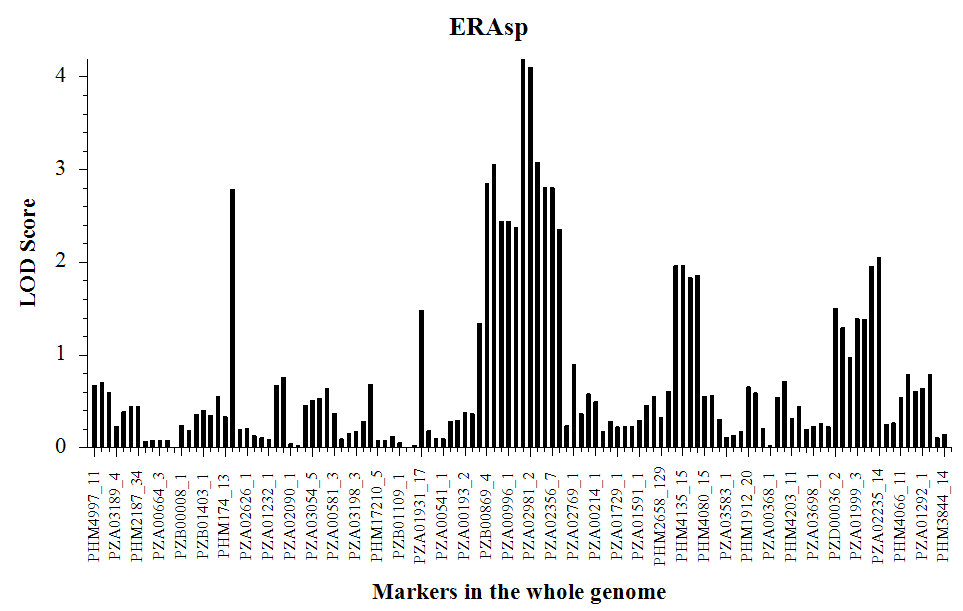 ERAsp
LOD Score
4
3
2
1
0
PHM4997_11
PZA03189_4
PHM2187_34
PZA00664_3
PZB00008_1
PZB01403_1
PHM174_13
PZA02626_1
PZA01232_1
PZA02090_1
PZA03054_5
PZA00581_3
PZA03198_3
PHM17210_5
PZB01109_1
PZA01931_17
PZA00541_1
PZA00193_2
PZB00869_4
PZA00996_1
PZA02981_2
PZA02356_7
PZA02769_1
PZA00214_1
PZA01729_1
PZA01591_1
PHM2658_129
PHM4135_15
PHM4080_15
PZA03583_1
PHM1912_20
PZA00368_1
PHM4203_11
PZA03698_1
PZD00036_2
PZA01999_3
PZA02235_14
PHM4066_11
PZA01292_1
PHM3844_14
Markers in the whole genome